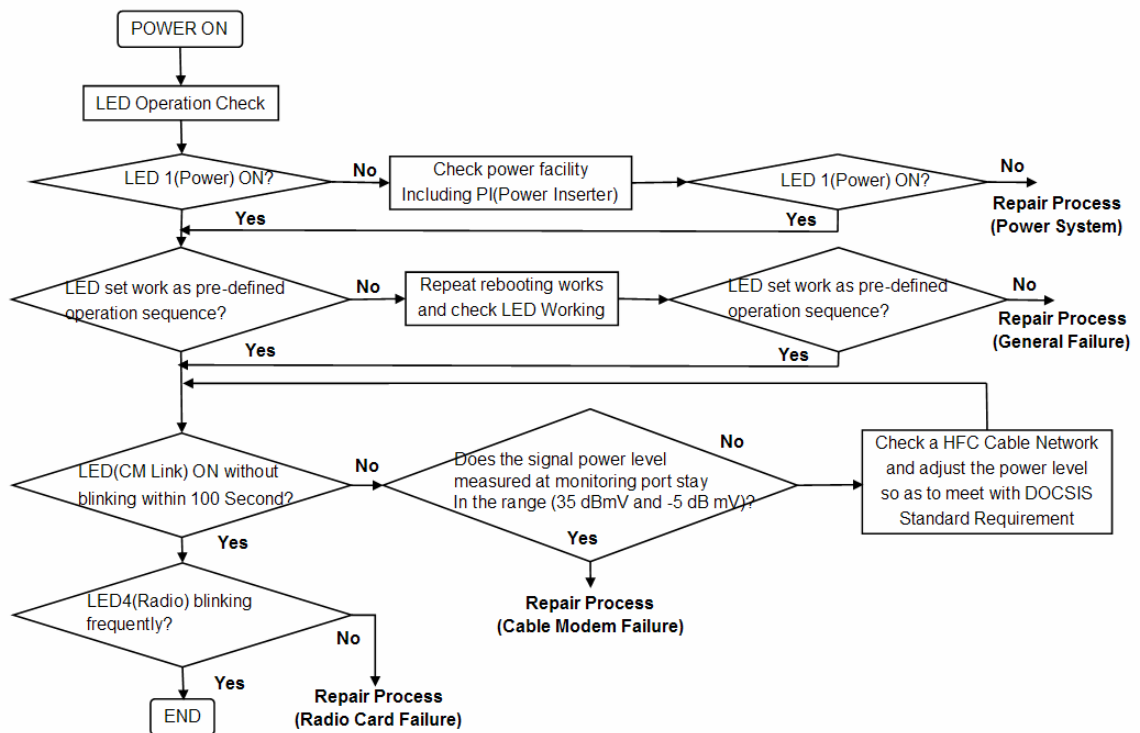 POWER ON
LED Operation Check
LED 1(Power) ON?
No
Check power facility
Including PI(Power Inserter)
LED 1(Power) ON?
No
Repair Process
(Power System)
Yes
Yes
LED set work as pre-defined
operation sequence?
No
Repeat rebooting works
and check LED Working
LED set work as pre-defined
operation sequence?
No
Repair Process
(General Failure)
Yes
Yes
LED(CM Link) ON without
blinking within 100 Second?
No
Does the signal power level
measured at monitoring port stay
In the range (35 dBmV and -5 dB mV)?
No
Check a HFC Cable Network
and adjust the power level
so as to meet with DOCSIS
Standard Requirement
Yes
Yes
Repair Process
(Cable Modem Failure)
LED4(Radio) blinking
frequently?
No
Repair Process
(Radio Card Failure)
Yes
END